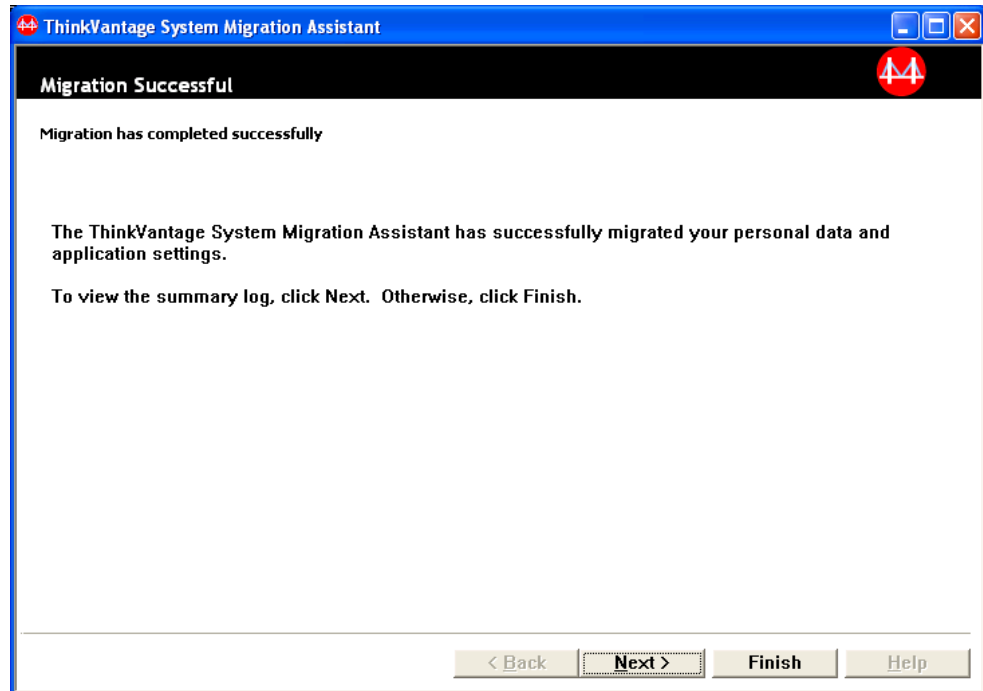 ThinkVantage System Migration Assistant
Migration Successful
Migration has completed successfully
The ThinkVantage System Migration Assistant has successfully migrated your personal data and
application settings.
To view the summary log, click Next.  Otherwise, click Finish.
< Back Next > Finish Help